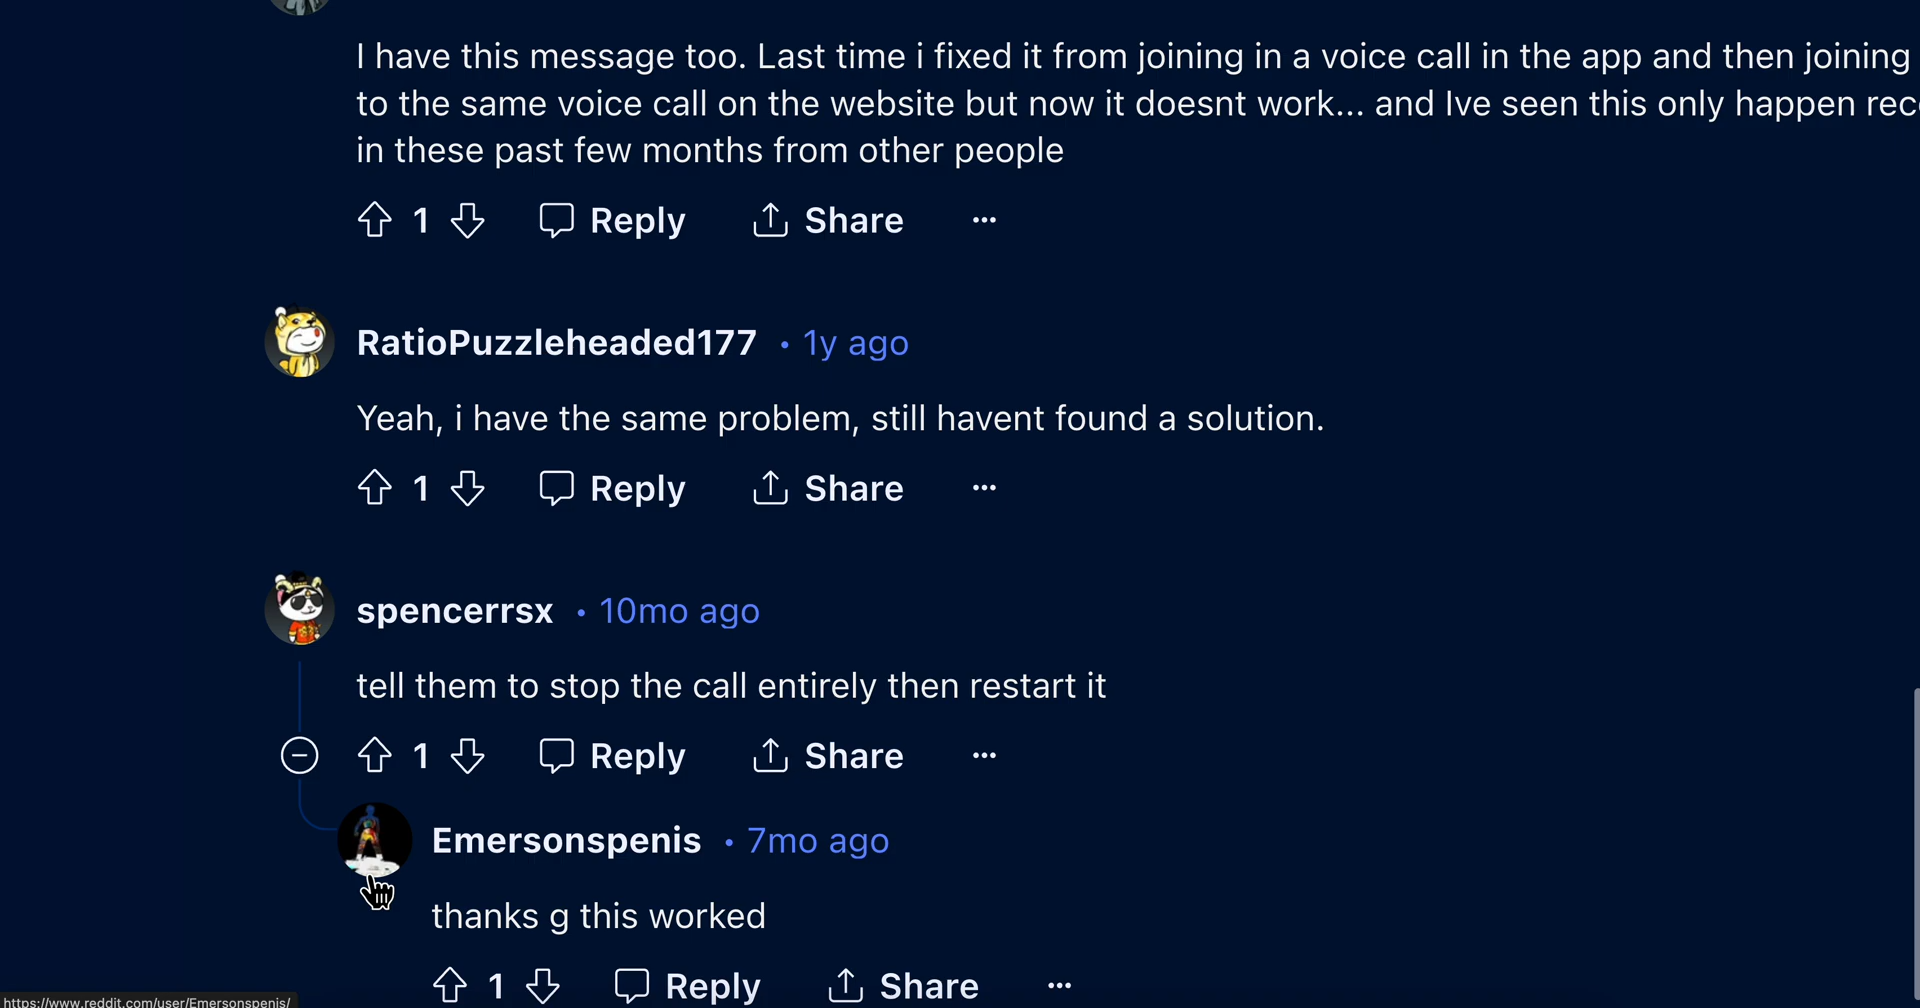 I have this message too. Last time i fixed it from joining in a voice call in the app and then joining
to the same voice call on the website but now it doesnt work... and Ive seen this only happen
in these past few months from other people
1 Reply Share ...
RatioPuzzleheaded177 • 1y ago
Yeah, i have the same problem, still havent found a solution.
1 Reply Share ...
spencerrsx • 10mo ago
tell them to stop the call entirely then restart it
1 Reply Share ...
Emersonspenis • 7mo ago
thanks g this worked
1 Reply Share ...
https://www.reddit.com/user/Emersonspenis/